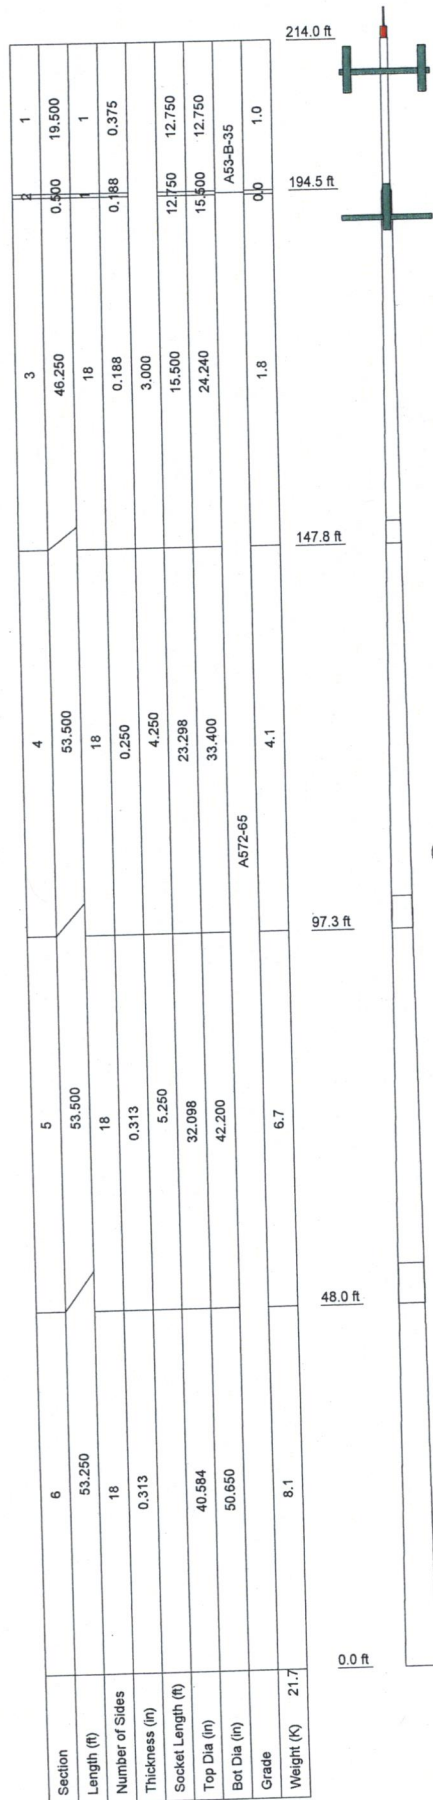 Section 6 5 4 3 2 1
Length (ft) 53.250 53.500 53.500 46.250 0.500 19.500
Number of Sides 18 18 18 18 1 1
Thickness (in) 0.313 0.313 0.250 0.188 0.188 0.375
Socket Length (ft) 5.250 4.250 3.000
Top Dia (in) 40.584 32.098 23.298 15.500 12.750 12.750
Bot Dia (in) 50.650 42.200 33.400 24.240 15.500 12.750
Grade A572-65 A53-B-35
Weight (K) 21.7 8.1 6.7 4.1 1.8 0.0 1.0
214.0 ft
194.5 ft
147.8 ft
97.3 ft
48.0 ft
0.0 ft